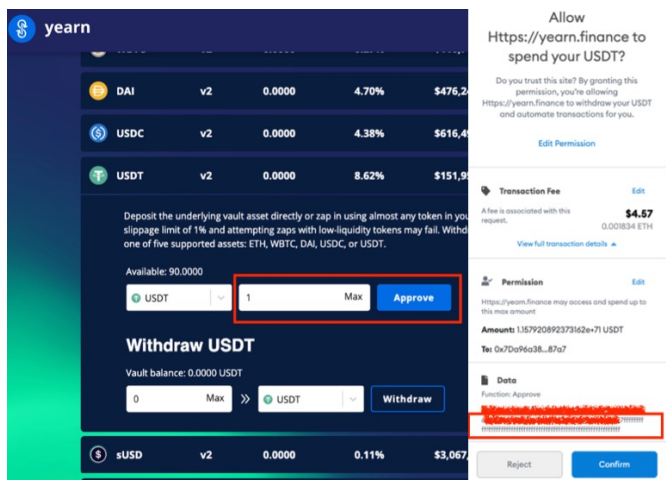 yearn
v2
DAI
v2
0.0000
4.70%
$476,2
USDC
v2
0.0000
4.38%
$616,4
USDT
v2
0.0000
8.62%
$151,9
Deposit the underlying vault asset directly or zap in using almost any token in you
slippage limit of 1% and attempting zaps with low-liquidity tokens may fail. Withd
one of five supported assets: ETH, WBTC, DAI, USDC, or USDT.
Available: 90.0000
USDT
1
Max
Approve
Withdraw USDT
Vault balance: 0.0000 USDT
0
Max
USDT
Withdraw
sUSD
v2
0.0000
0.11%
$3,067,
Allow
Https://yearn.finance to
spend your USDT?
Do you trust this site? By granting this
permission, you're allowing
Https://yearn.finance to withdraw your USDT
and automate transactions for you.
Edit Permission
Transaction Fee
Edit
A fee is associated with this
request.
$4.57
0.001834 ETH
View full transaction details
Permission
Edit
Https://yearn.finance may access and spend up to
this max amount
Amount: 1.157920892373162e+71 USDT
To: 0x7Da96a38...87a7
Data
Function: Approve
Reject
Confirm